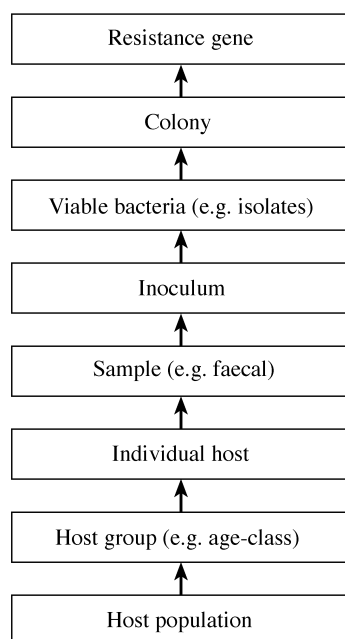 Resistance gene
Colony
Viable bacteria (e.g. isolates)
Inoculum
Sample (e.g. faecal)
Individual host
Host group (e.g. age-class)
Host population